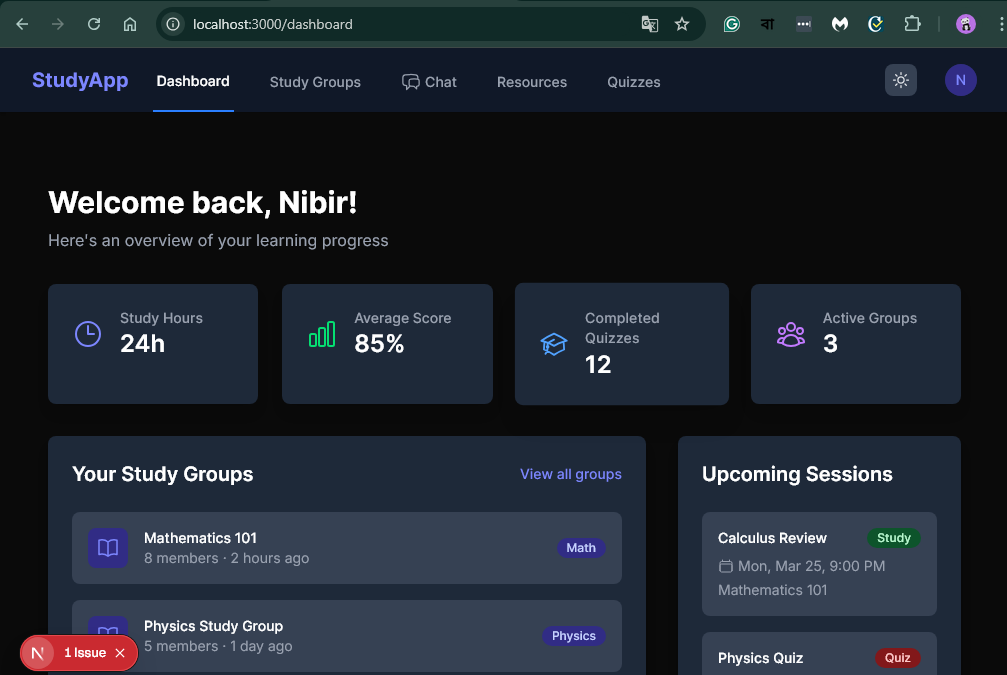 localhost:3000/dashboard
বা
StudyApp
Dashboard
Study Groups
Chat
Resources
Quizzes
N
Welcome back, Nibir!
Here's an overview of your learning progress
Study Hours
24h
Average Score
85%
Completed
Quizzes
12
Active Groups
3
Your Study Groups
View all groups
Mathematics 101
8 members · 2 hours ago
Math
Physics Study Group
5 members · 1 day ago
Physics
Upcoming Sessions
Calculus Review
Study
Mon, Mar 25, 9:00 PM
Mathematics 101
Physics Quiz
Quiz
N
1 Issue